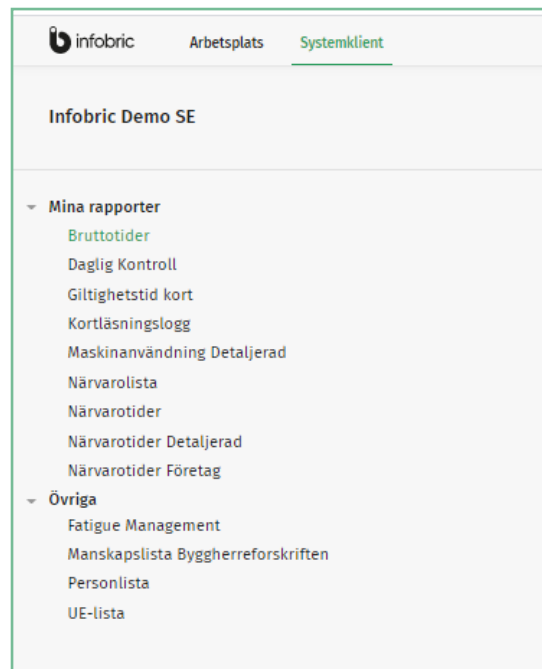 infobric Arbetsplats Systemklient
Infobric Demo SE
Mina rapporter
Bruttotider
Daglig Kontroll
Giltighetstid kort
Kortläsningslogg
Maskinanvändning Detaljerad
Närvarolista
Närvarotider
Närvarotider Detaljerad
Närvarotider Företag
Övriga
Fatigue Management
Manskapslista Byggherreforskriften
Personlista
UE-lista